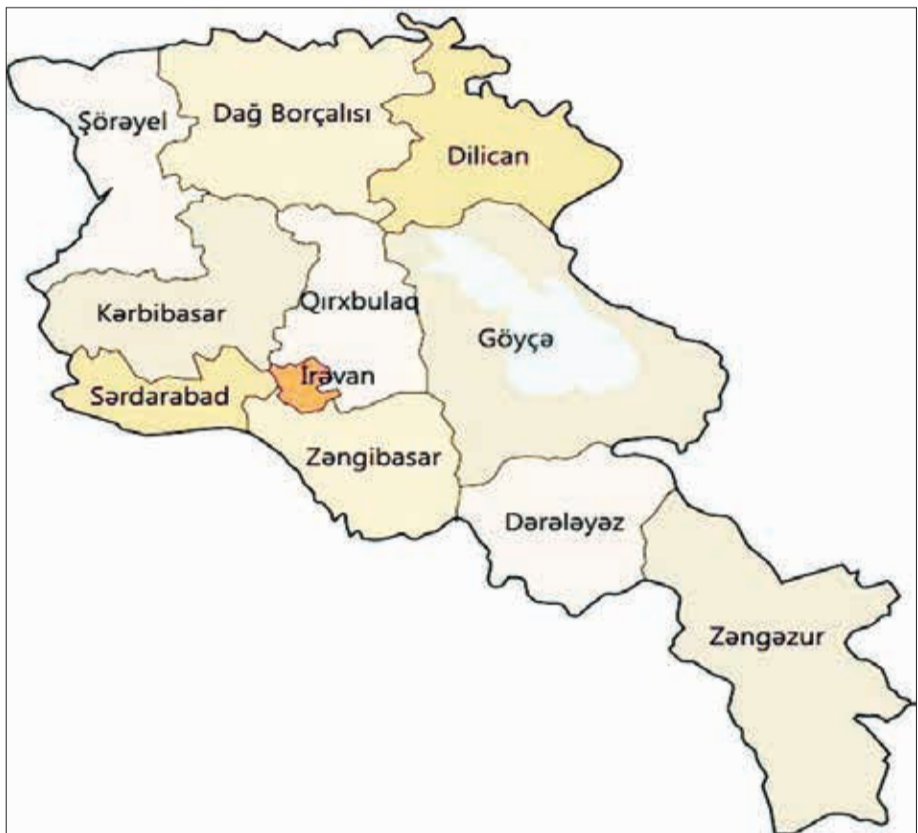 Şörəyel
Dağ Borçalısı
Dilican
Kərbibasar
Qırxbulaq
Göyçə
İrəvan
Sərdarabad
Zəngibasar
Dərələyəz
Zəngəzur